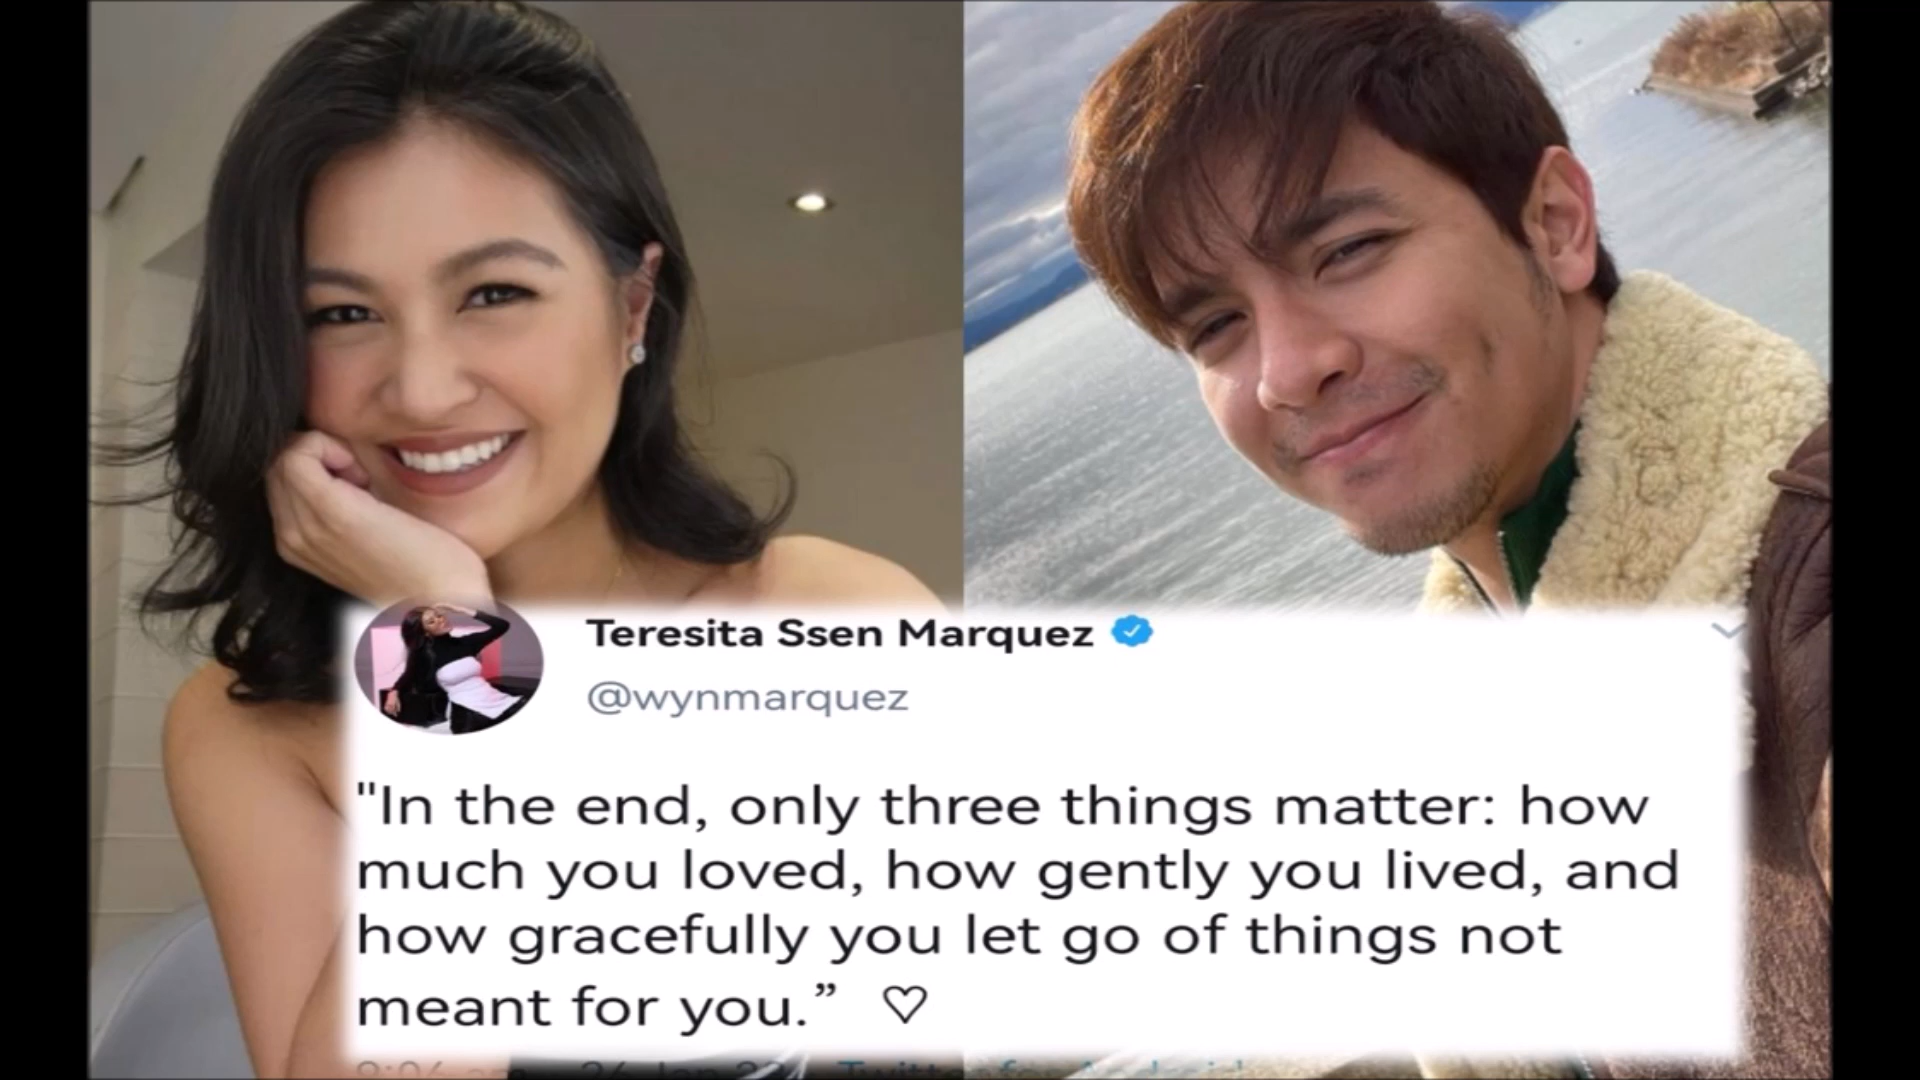 Teresita Ssen Marquez
@wynmarquez
"In the end, only three things matter: how
much you loved, how gently you lived, and
how gracefully you let go of things not
meant for you.” ♡